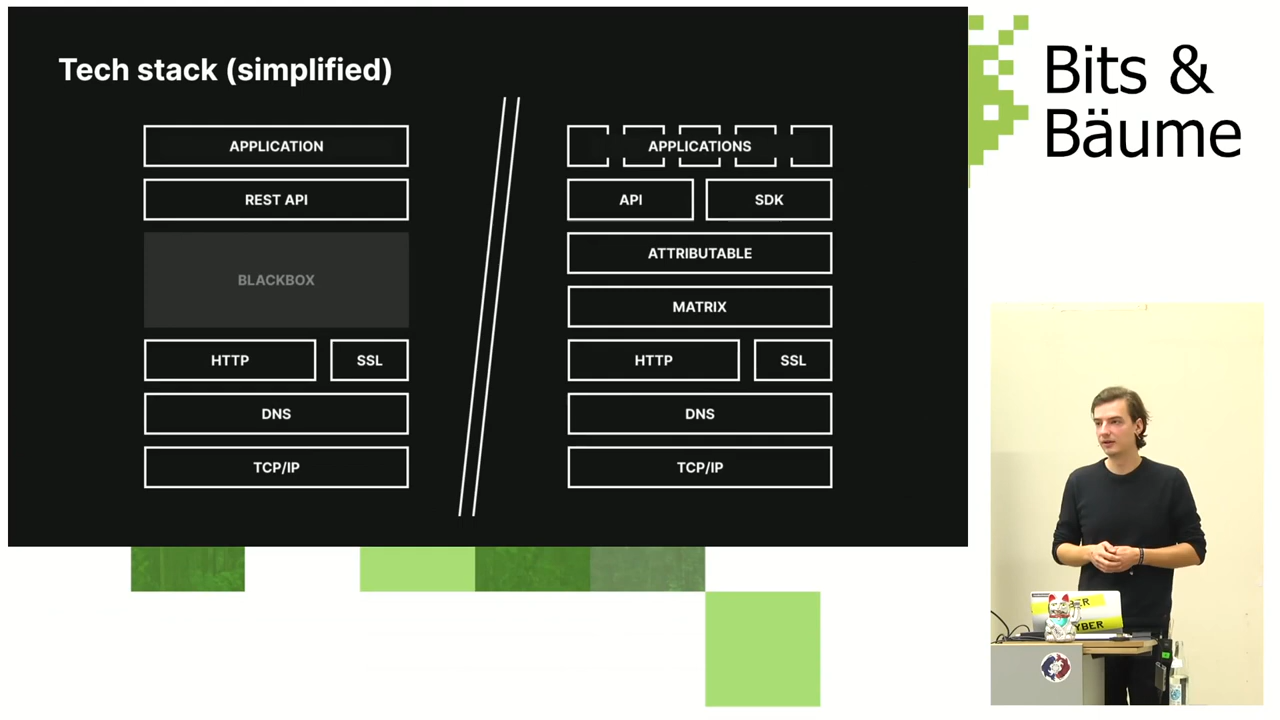 Tech stack (simplified)
APPLICATION
REST API
BLACKBOX
HTTP
SSL
DNS
TCP/IP
APPLICATIONS
API
SDK
ATTRIBUTABLE
MATRIX
HTTP
SSL
DNS
TCP/IP
Bits &
Bäume
YBER